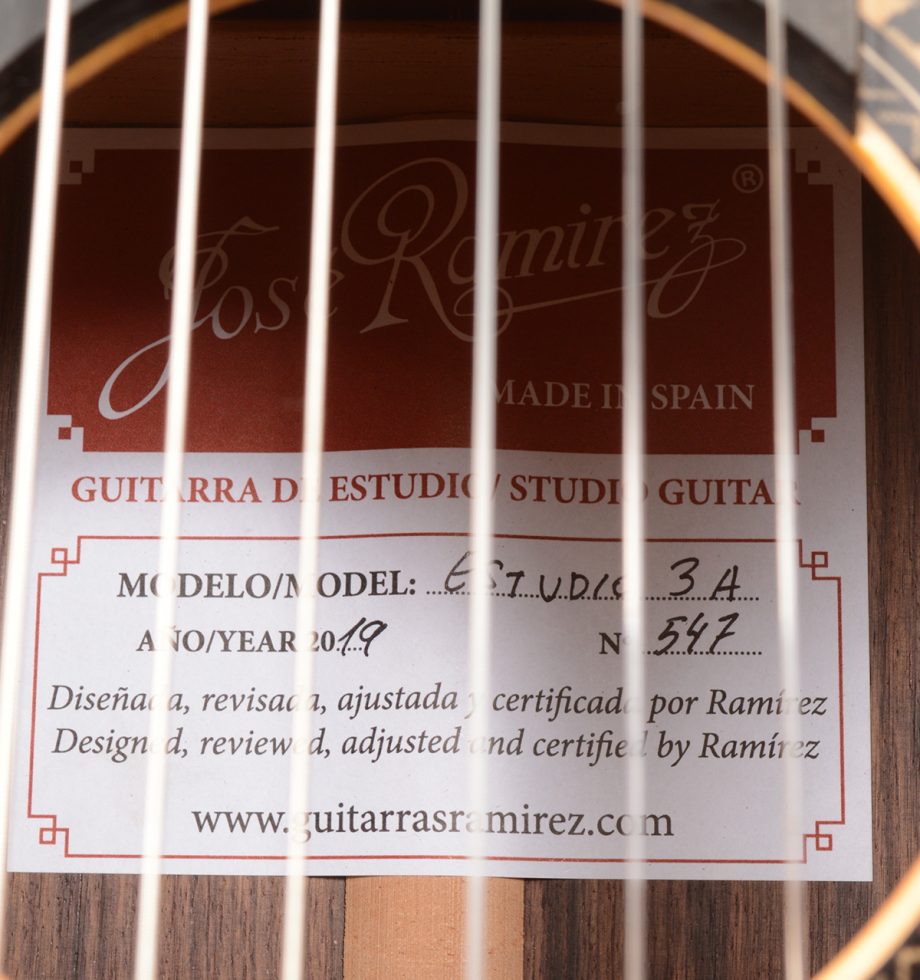 José Ramirez ®
MADE IN SPAIN
GUITARRA DE ESTUDIO/ STUDIO GUITAR
MODELO/MODEL: ESTUDIO 3A
AÑO/YEAR 2019 Nº 547
Diseñada, revisada, ajustada y certificada por Ramírez
Designed, reviewed, adjusted and certified by Ramírez
www.guitarrasramirez.com